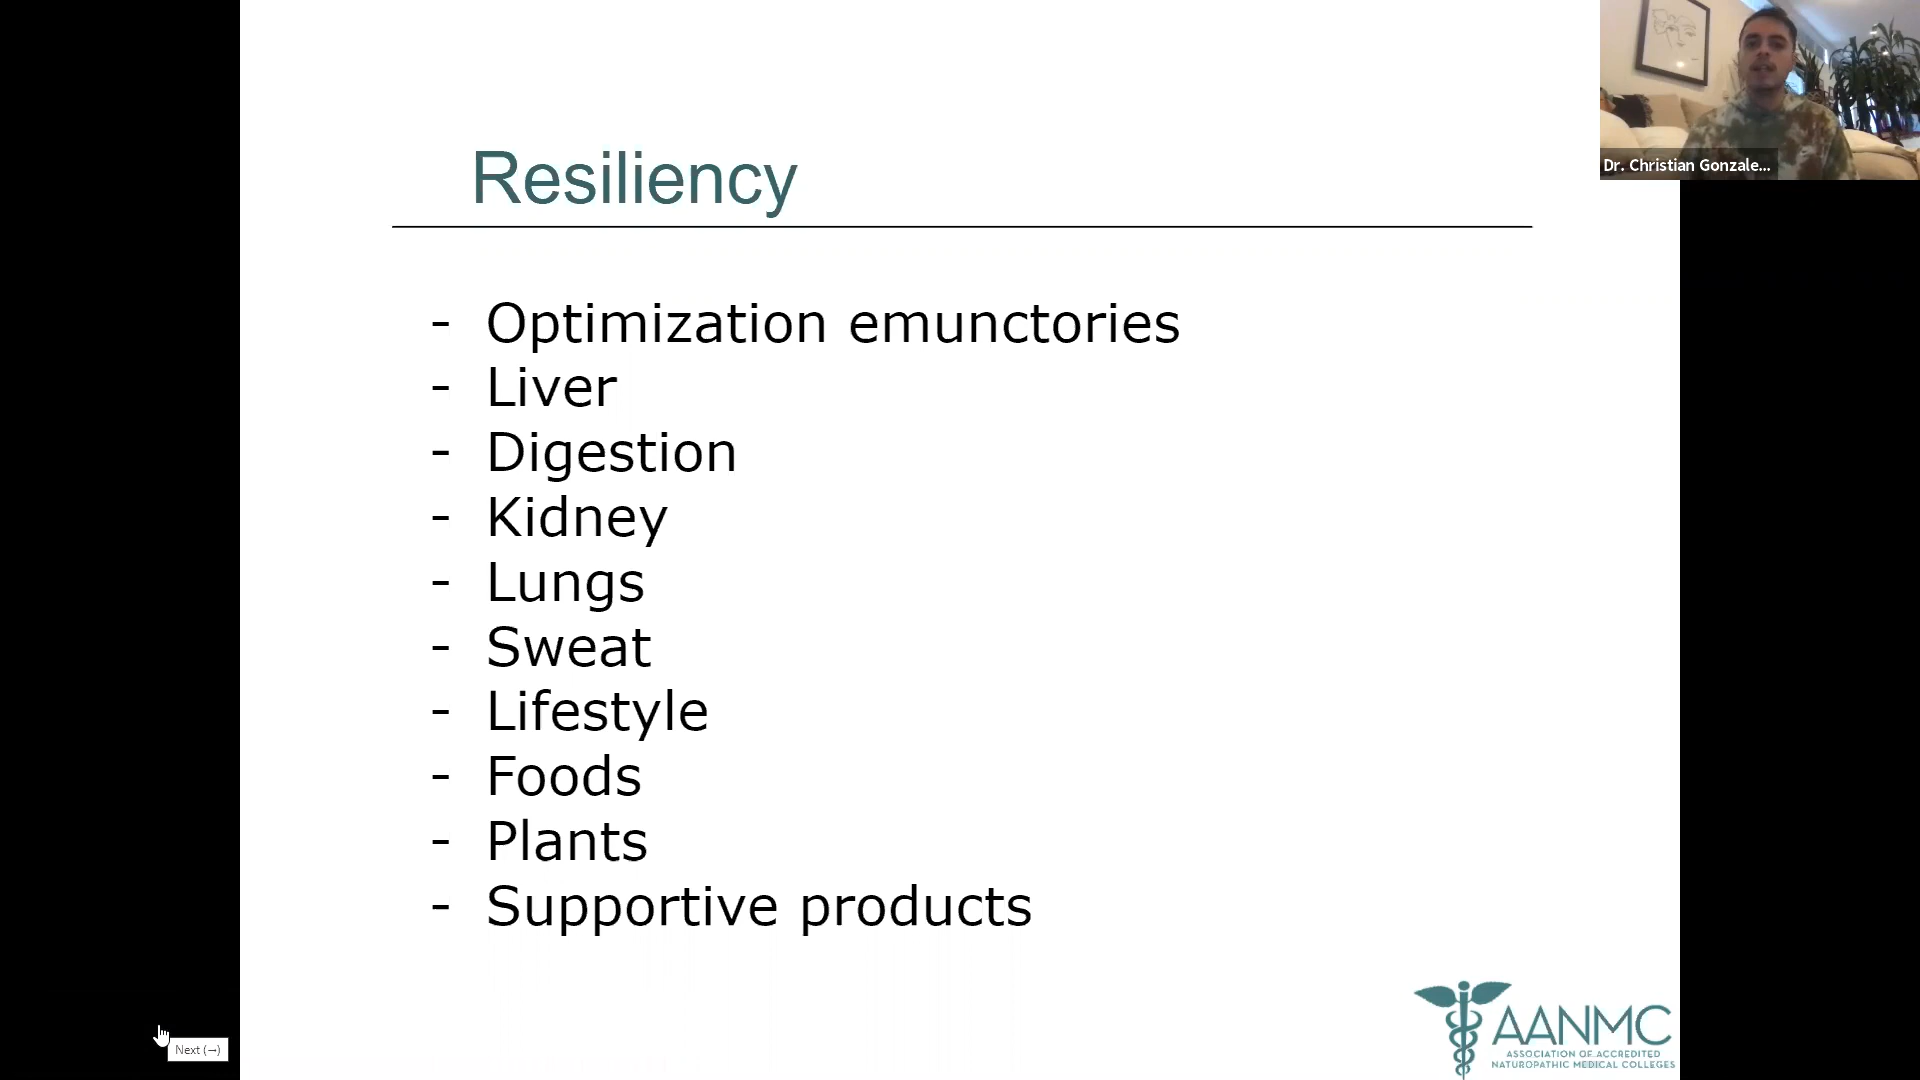 Resiliency
- Optimization emunctories
- Liver
- Digestion
- Kidney
- Lungs
- Sweat
- Lifestyle
- Foods
- Plants
- Supportive products
Dr. Christian Gonzale...
Next (→)
AANMC
ASSOCIATION OF ACCREDITED
NATUROPATHIC MEDICAL COLLEGES